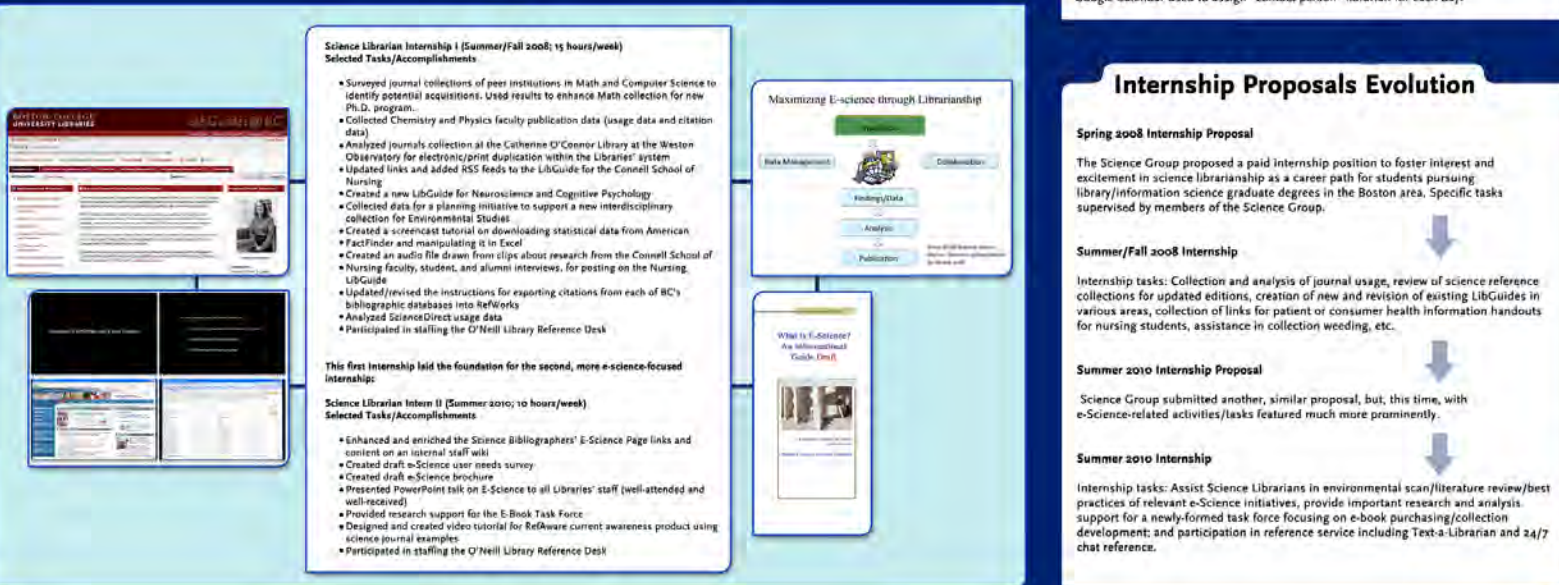 Science Librarian Internship I (Summer/Fall 2008; 15 hours/week)
Selected Tasks/Accomplishments
• Surveyed journal collections of peer institutions in Math and Computer Science to
identify potential acquisitions. Used results to enhance Math collection for new
Ph.D. program.
• Collected Chemistry and Physics faculty publication data (usage data and citation
data)
• Analyzed journals collection at the Catherine O'Connor Library at the Weston
Observatory for electronic/print duplication within the Libraries' system
• Updated links and added RSS feeds to the LibGuide for the Connell School of
Nursing
• Created a new LibGuide for Neuroscience and Cognitive Psychology
• Collected data for a planning initiative to support a new interdisciplinary
collection for Environmental Studies
• Created a screencast tutorial on downloading statistical data from American
• FactFinder and manipulating it in Excel
• Created an audio file drawn from clips about research from the Connell School of
• Nursing faculty, student, and alumni interviews, for posting on the Nursing
LibGuide
• Updated/revised the instructions for exporting citations from each of BC's
bibliographic databases into RefWorks
• Analyzed ScienceDirect usage data
• Participated in staffing the O'Neill Library Reference Desk
This first internship laid the foundation for the second, more e-science-focused
internship:
Science Librarian Intern II (Summer 2010; 10 hours/week)
Selected Tasks/Accomplishments
• Enhanced and enriched the Science Bibliographers' E-Science Page links and
content on an internal staff wiki
• Created draft e-Science user needs survey
• Created draft e-Science brochure
• Presented PowerPoint talk on E-Science to all Libraries' staff (well-attended and
well-received)
• Provided research support for the E-Book Task Force
• Designed and created video tutorial for RefAware current awareness product using
science journal examples
• Participated in staffing the O'Neill Library Reference Desk
BOSTON COLLEGE
UNIVERSITY LIBRARIES
Maximizing E-science through Librarianship
Data Management
Collaboration
Findings/Data
Analysis
Publication
What is E-Science?
An Informational
Guide Draft
Internship Proposals Evolution
Spring 2008 Internship Proposal
The Science Group proposed a paid internship position to foster interest and
excitement in science librarianship as a career path for students pursuing
library/information science graduate degrees in the Boston area. Specific tasks
supervised by members of the Science Group.
Summer/Fall 2008 Internship
Internship tasks: Collection and analysis of journal usage, review of science reference
collections for updated editions, creation of new and revision of existing LibGuides in
various areas, collection of links for patient or consumer health information handouts
for nursing students, assistance in collection weeding, etc.
Summer 2010 Internship Proposal
Science Group submitted another, similar proposal, but, this time, with
e-Science-related activities/tasks featured much more prominently.
Summer 2010 Internship
Internship tasks: Assist Science Librarians in environmental scan/literature review/best
practices of relevant e-Science initiatives, provide important research and analysis
support for a newly-formed task force focusing on e-book purchasing/collection
development; and participation in reference service including Text-a-Librarian and 24/7
chat reference.